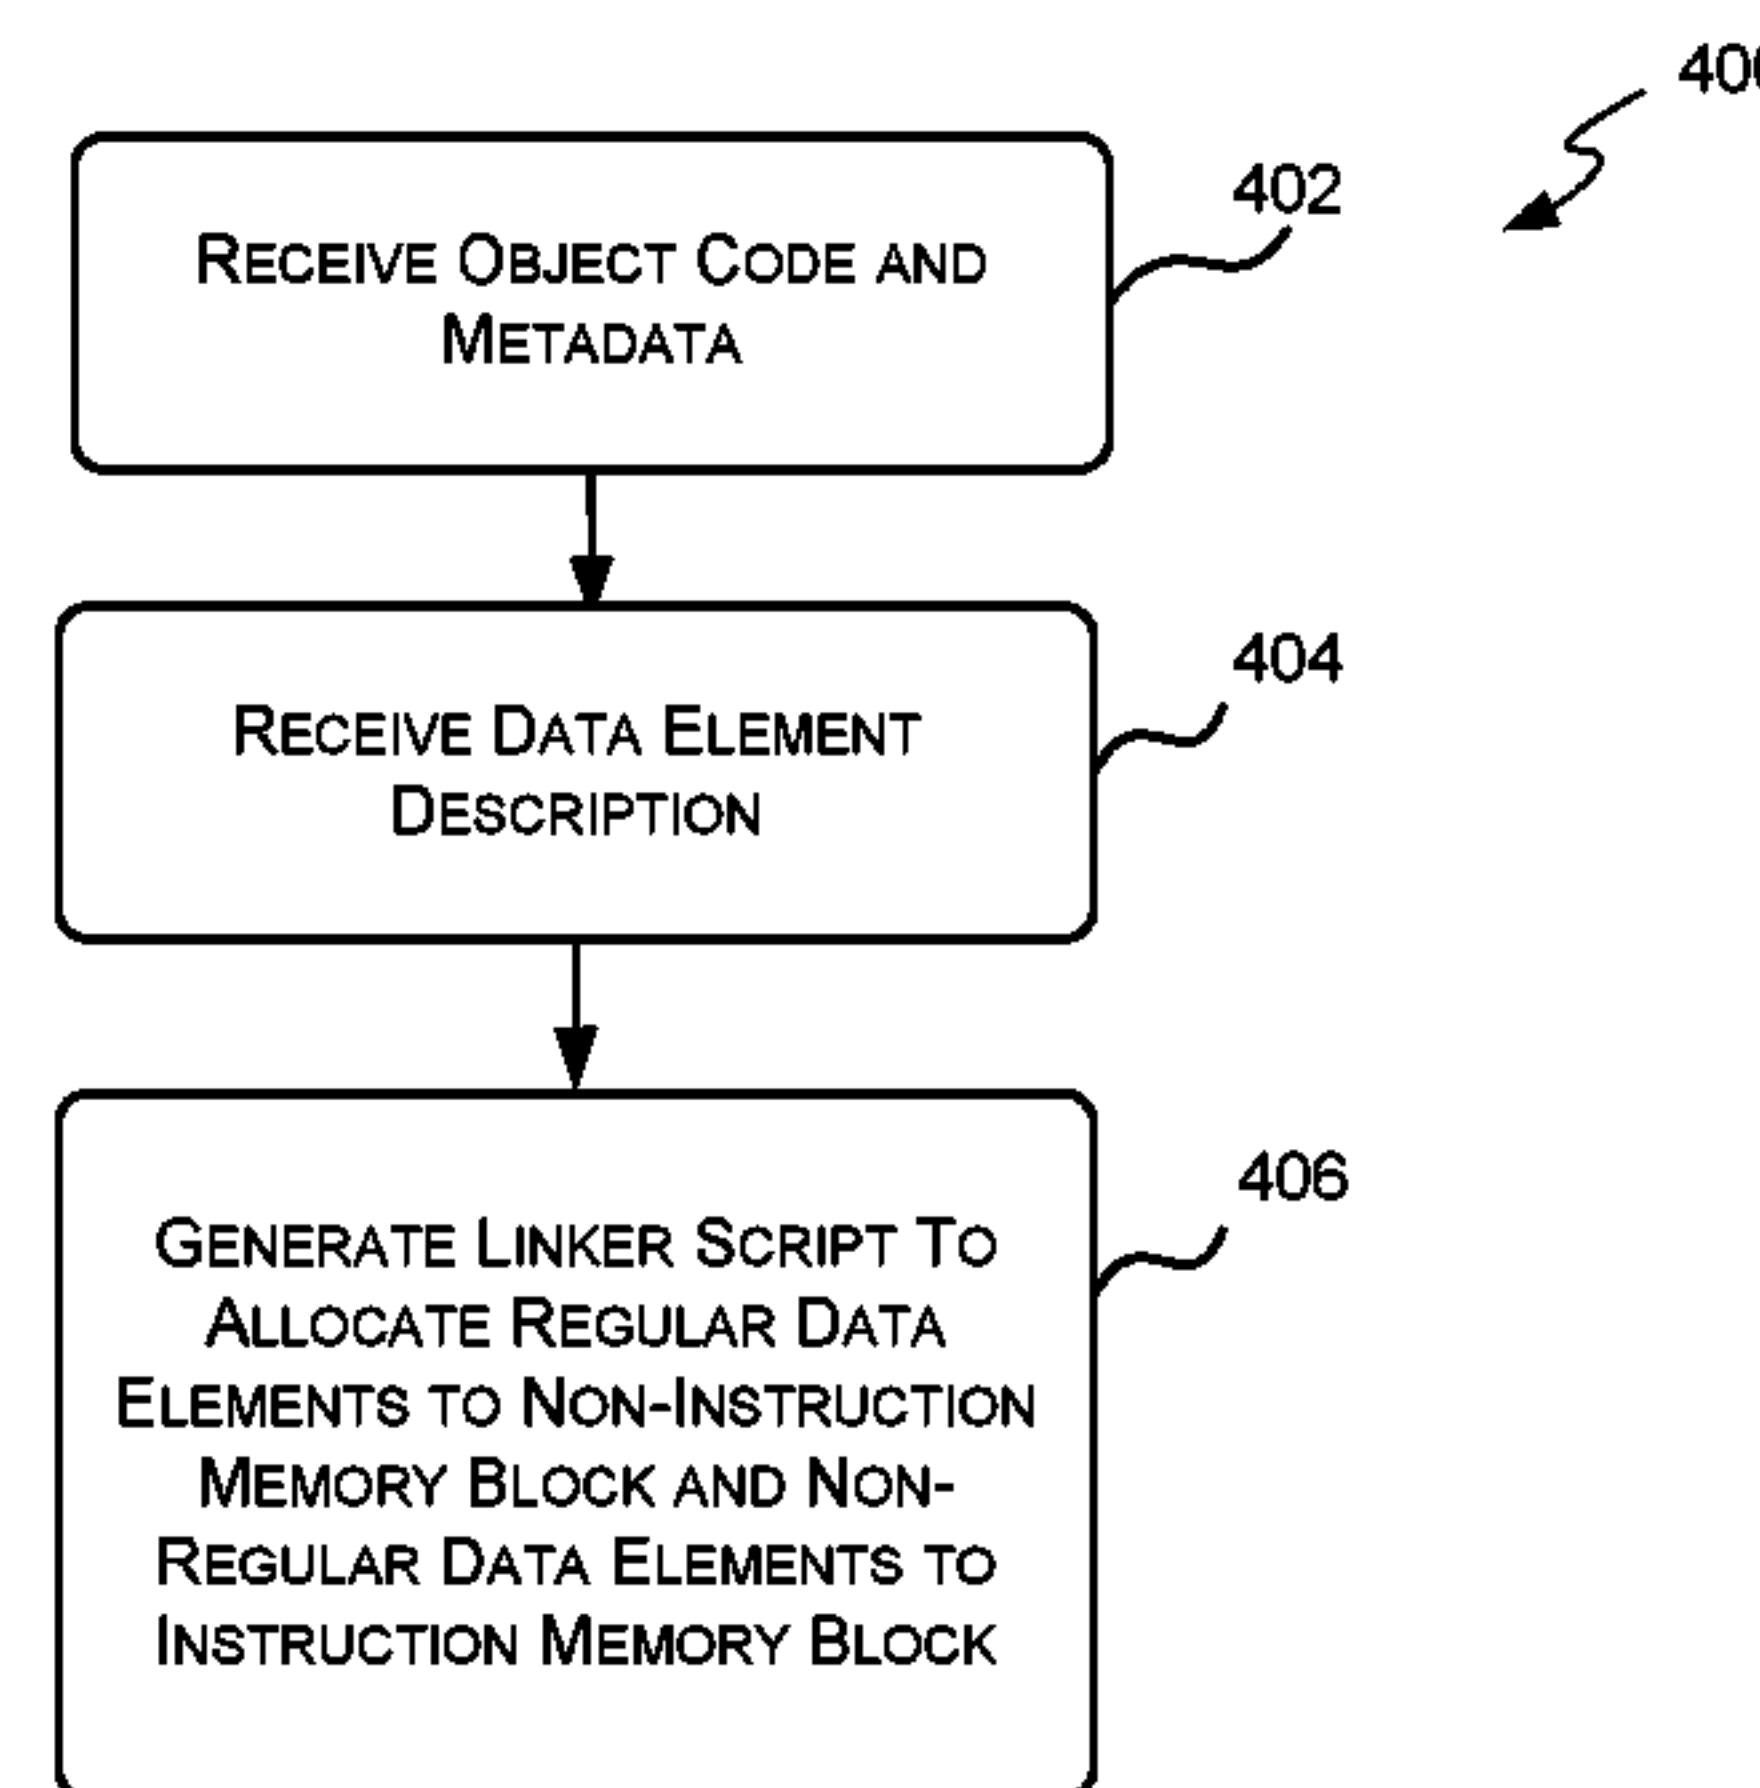 400
RECEIVE OBJECT CODE AND
METADATA
402
RECEIVE DATA ELEMENT
DESCRIPTION
404
GENERATE LINKER SCRIPT TO
ALLOCATE REGULAR DATA
ELEMENTS TO NON-INSTRUCTION
MEMORY BLOCK AND NON-
REGULAR DATA ELEMENTS TO
INSTRUCTION MEMORY BLOCK
406